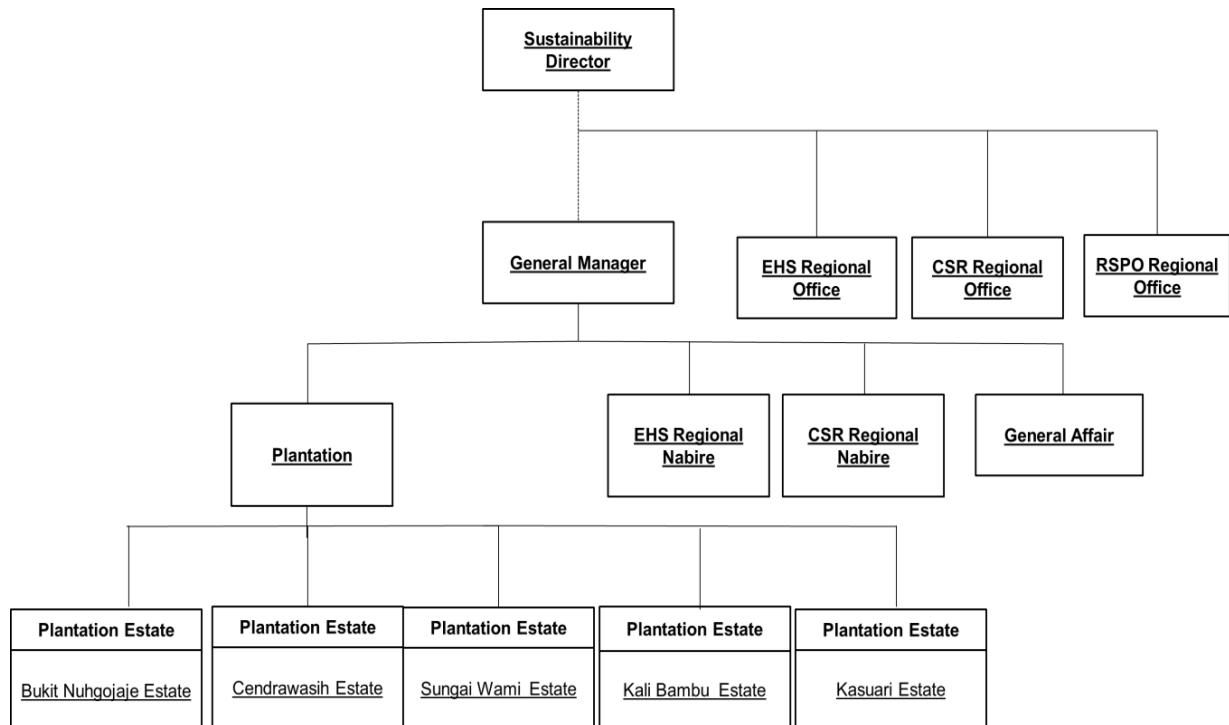 Sustainability
Director
General Manager
EHS Regional
Office
CSR Regional
Office
RSPO Regional
Office
Plantation
EHS Regional
Nabire
CSR Regional
Nabire
General Affair
Plantation Estate
Bukit Nuhgojaje Estate
Plantation Estate
Cendrawasih Estate
Plantation Estate
Sungai Wami Estate
Plantation Estate
Kali Bambu Estate
Plantation Estate
Kasuari Estate